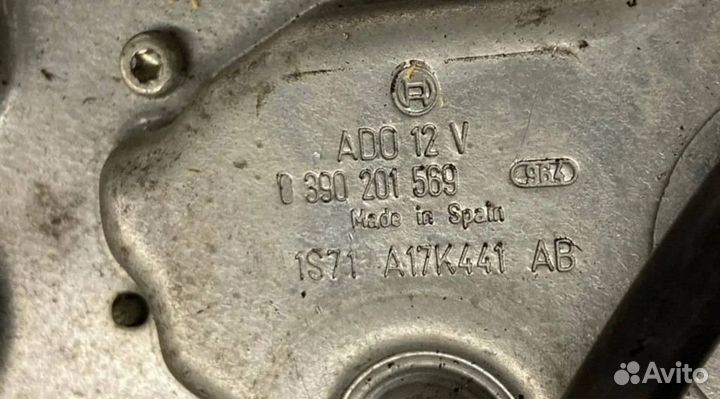 ADO 12 V
0 390 201 569
Made in Spain
1S71 A17K441 AB
Avito